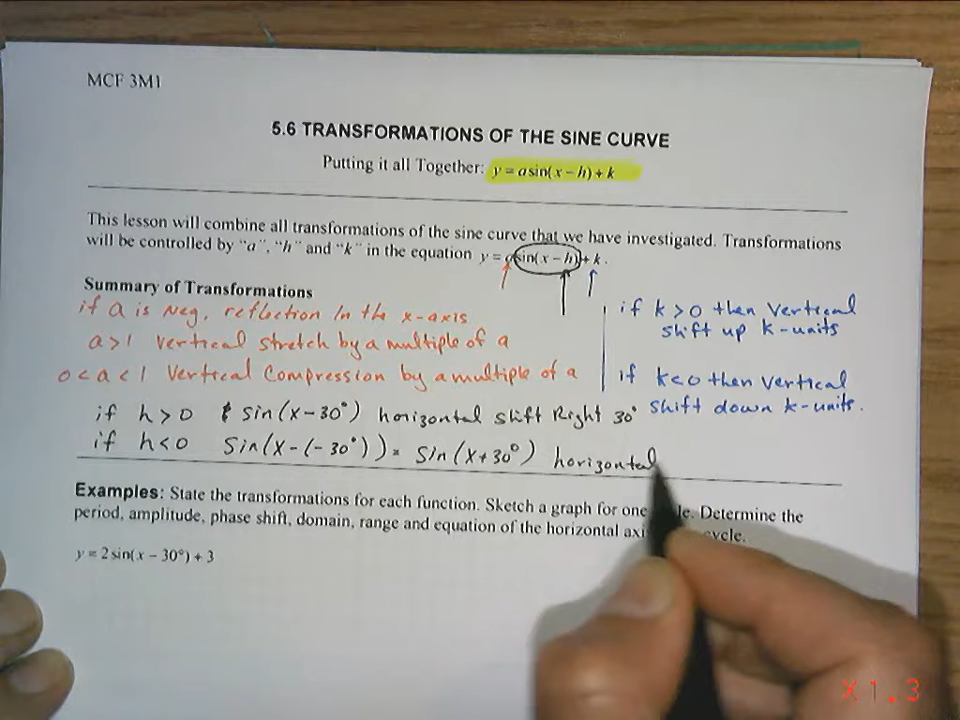 MCF 3M1
5.6 TRANSFORMATIONS OF THE SINE CURVE
Putting it all Together: y = a sin(x − h) + k
This lesson will combine all transformations of the sine curve that we have investigated. Transformations
will be controlled by "a", "h" and "k" in the equation y = a sin(x − h) + k.
Summary of Transformations
if a is neg, reflection in the x-axis
a > 1 vertical stretch by a multiple of a
0 < a < 1 Vertical Compression by a multiple of a
if k > 0 then vertical
shift up k-units
if k < 0 then vertical
shift down k-units.
if h > 0 sin(x − 30°) horizontal shift Right 30°
if h < 0 sin(x − (− 30°)) = sin(x + 30°) horizontal
Examples: State the transformations for each function. Sketch a graph for one Determine the
period, amplitude, phase shift, domain, range and equation of the horizontal
y = 2 sin(x − 30°) + 3
X1.3